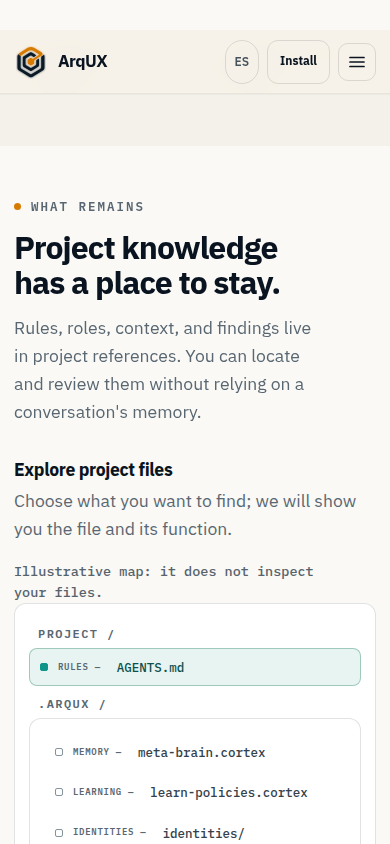 ArqUX
ES
Install
WHAT REMAINS
Project knowledge
has a place to stay.
Rules, roles, context, and findings live
in project references. You can locate
and review them without relying on a
conversation's memory.
Explore project files
Choose what you want to find; we will show
you the file and its function.
Illustrative map: it does not inspect
your files.
PROJECT /
RULES — AGENTS.md
.ARQUX /
MEMORY — meta-brain.cortex
LEARNING — learn-policies.cortex
IDENTITIES — identities/